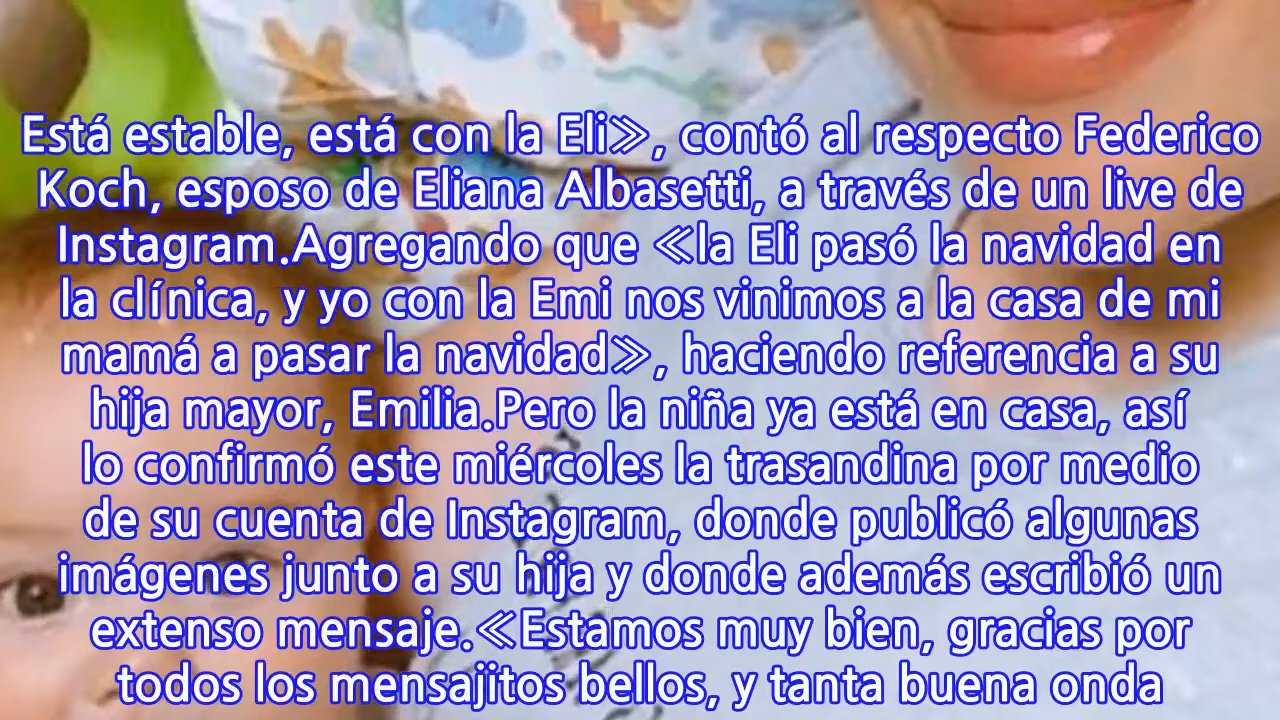 Está estable, está con la Eli≫, contó al respecto Federico
Koch, esposo de Eliana Albasetti, a través de un live de
Instagram.Agregando que ≪la Eli pasó la navidad en
la clínica, y yo con la Emi nos vinimos a la casa de mi
mamá a pasar la navidad≫, haciendo referencia a su
hija mayor, Emilia.Pero la niña ya está en casa, así
lo confirmó este miércoles la trasandina por medio
de su cuenta de Instagram, donde publicó algunas
imágenes junto a su hija y donde además escribió un
extenso mensaje.≪Estamos muy bien, gracias por
todos los mensajitos bellos, y tanta buena onda